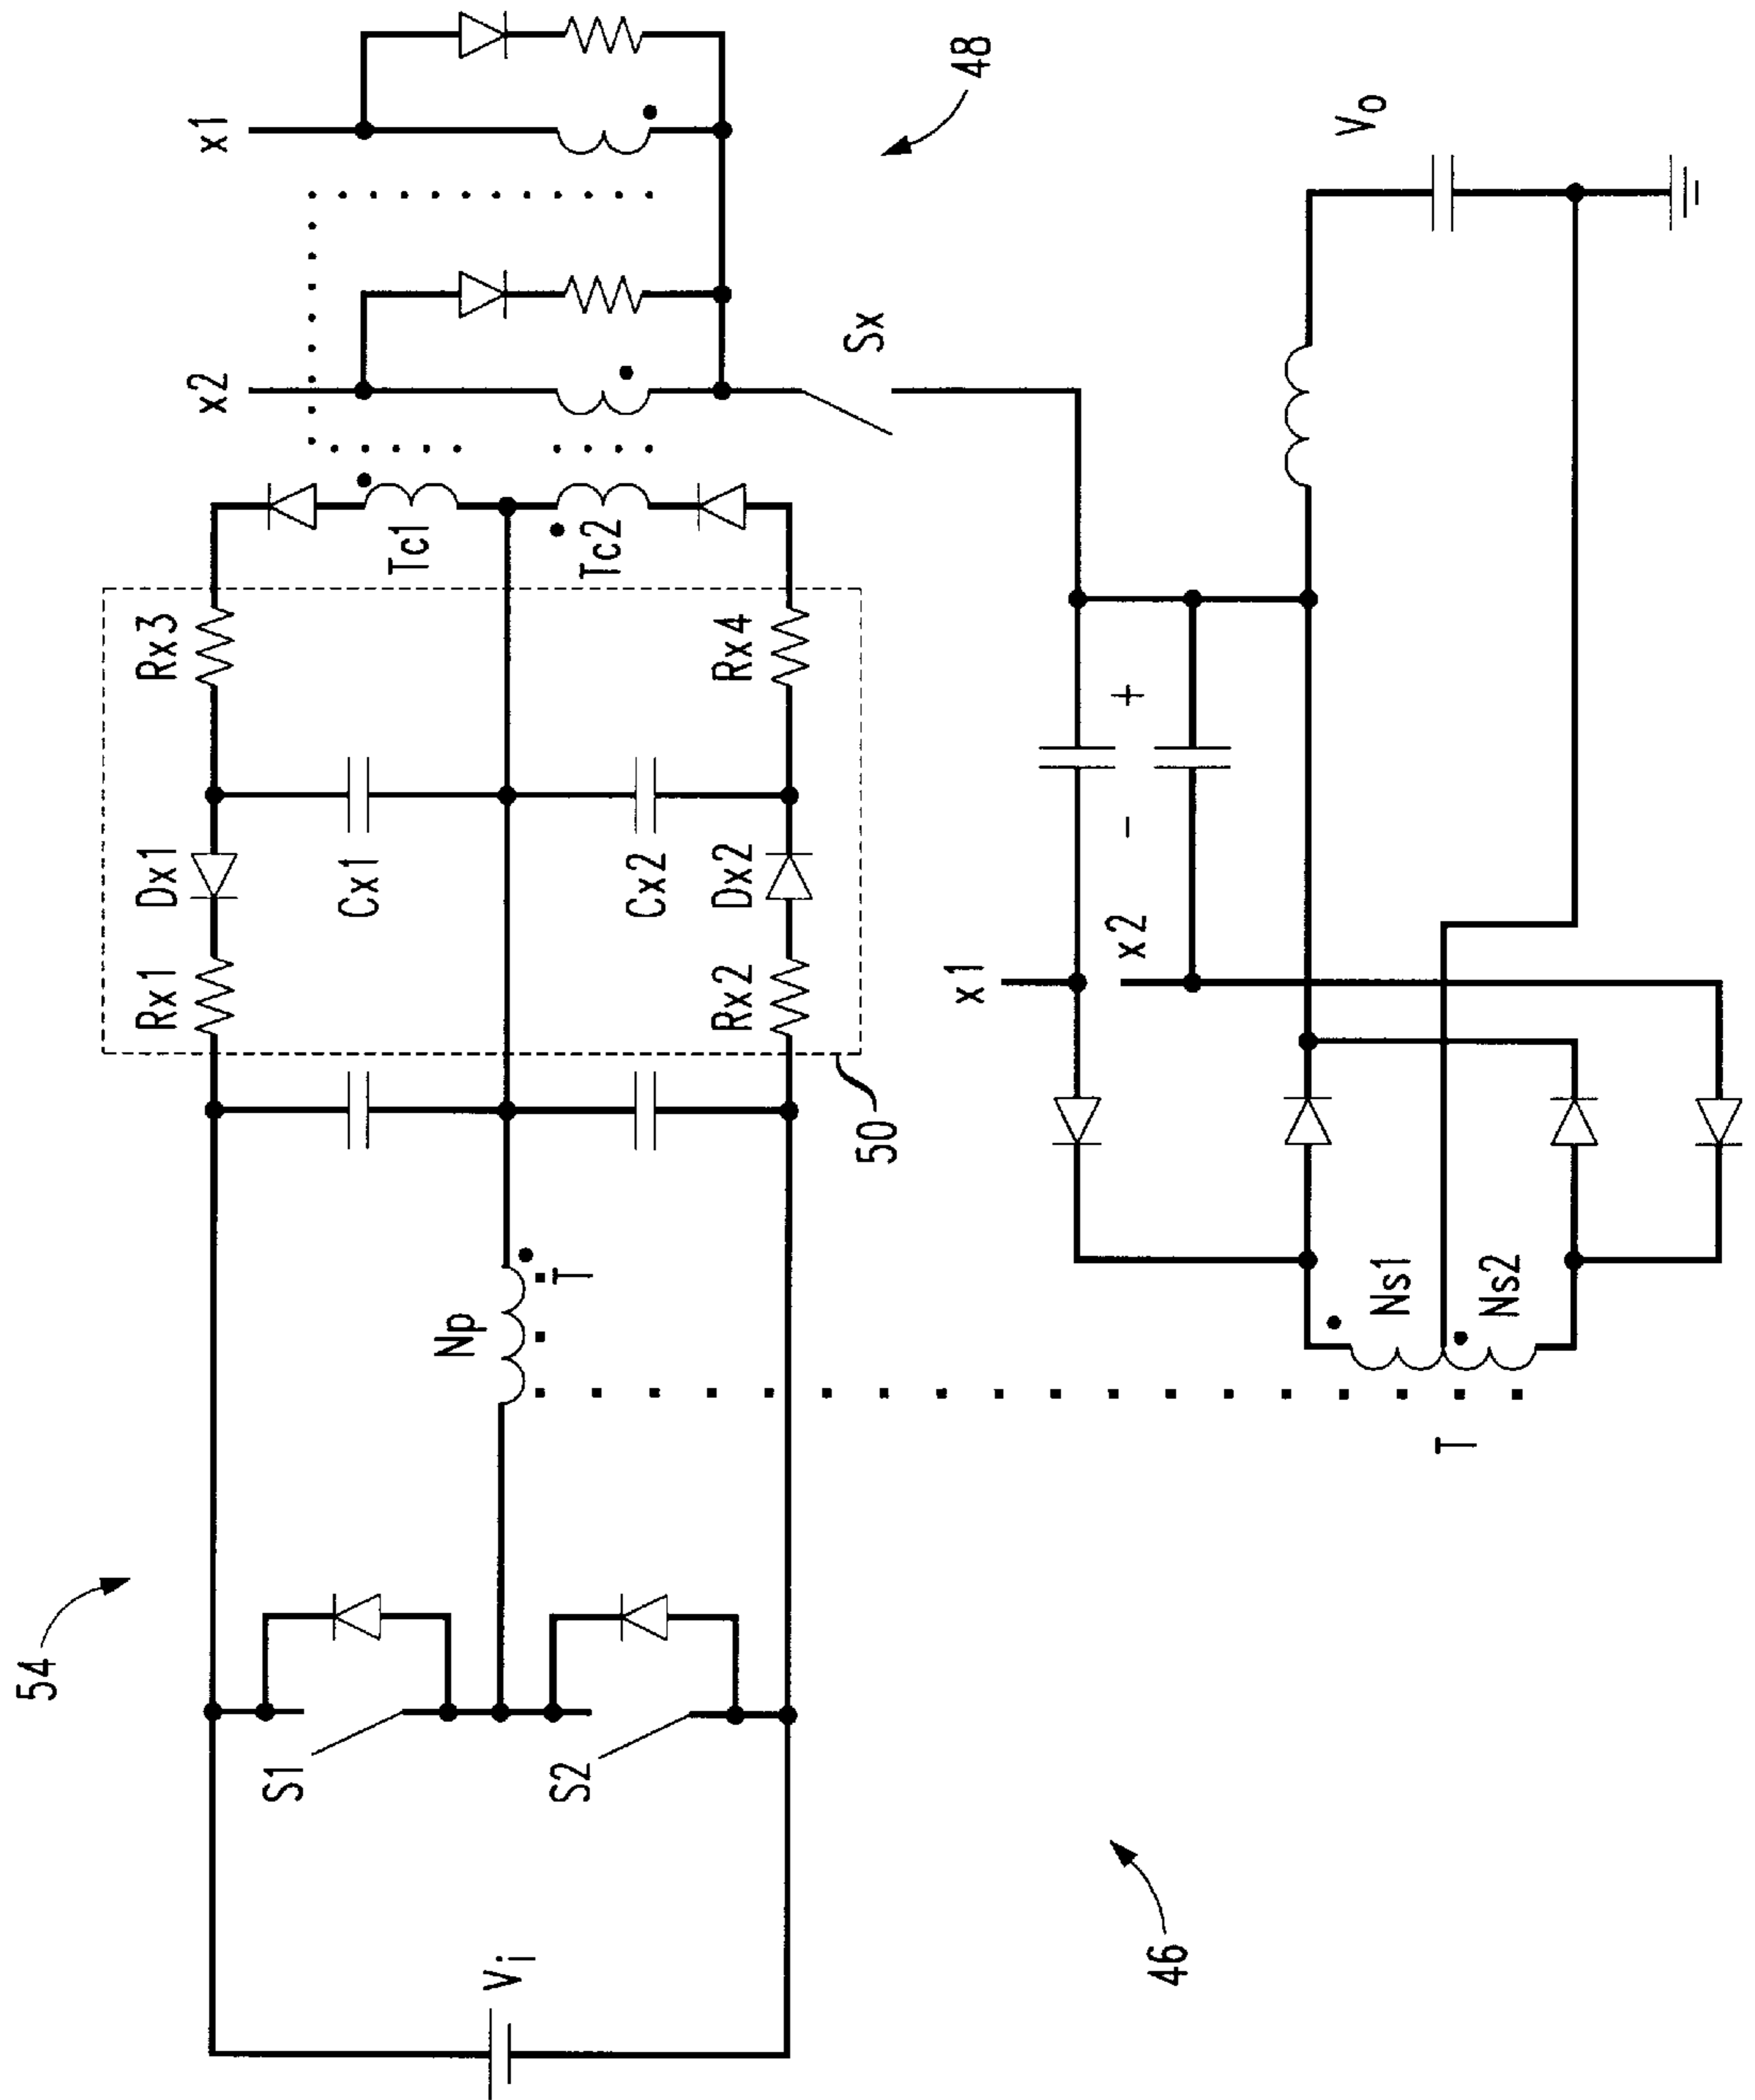 54
46
48
50
Vi
S1
S2
Np
T
Rx1
Dx1
Rx3
Cx1
Cx2
Rx2
Dx2
Rx4
Tc1
Tc2
x2
x1
Sx
x1
x2
+
-
Vo
Ns1
Ns2
T